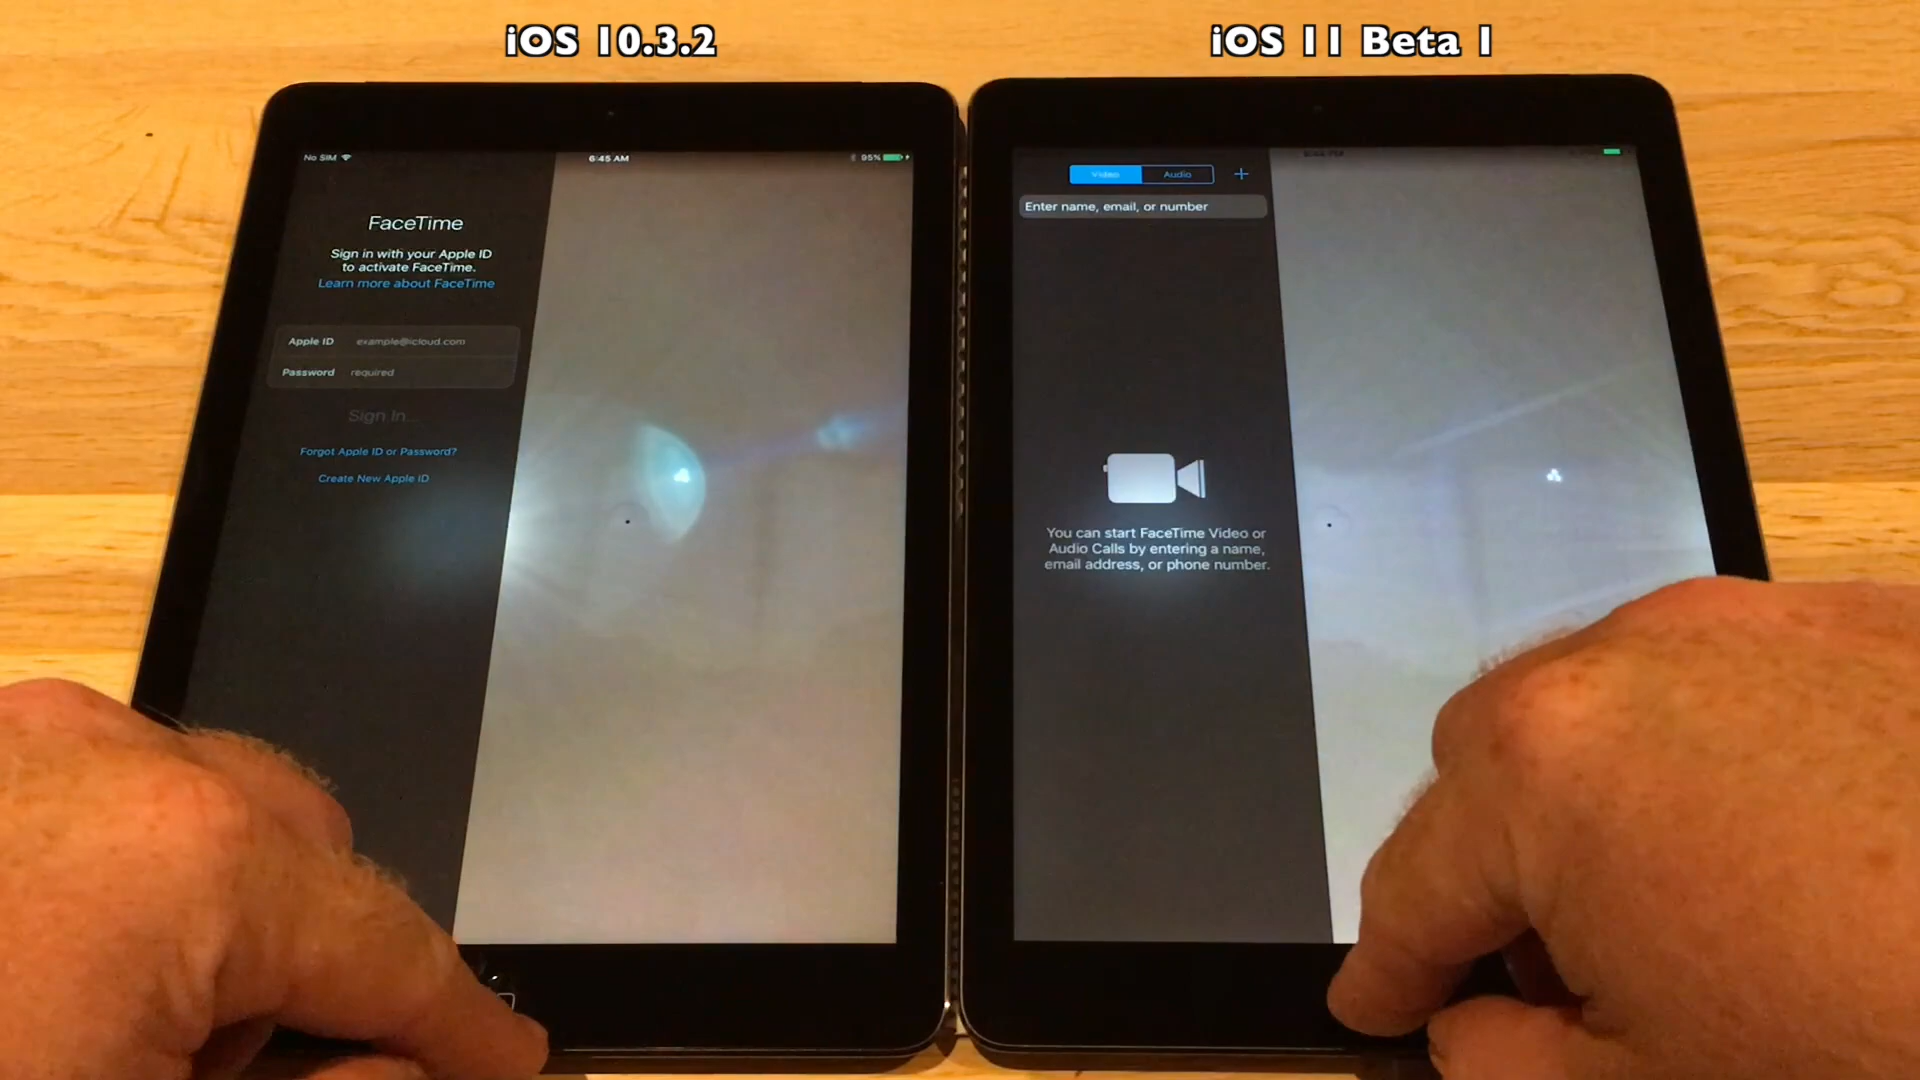 iOS 10.3.2
iOS 11 Beta 1
No SIM
6:45 AM
95%
FaceTime
Sign in with your Apple ID
to activate FaceTime.
Learn more about FaceTime
Apple ID example@icloud.com
Password required
Sign In...
Forgot Apple ID or Password?
Create New Apple ID
Video Audio +
Enter name, email, or number
You can start FaceTime Video or
Audio Calls by entering a name,
email address, or phone number.